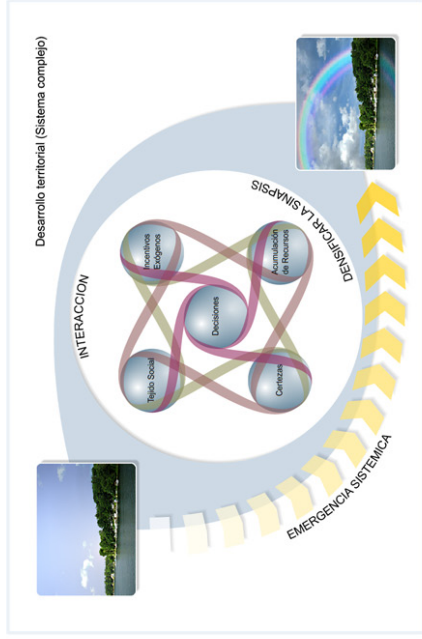 Desarrollo territorial (Sistema complejo)
INTERACCION
DENSIFICAR LA SINAPSIS
Tejido Social
Incentivos
Exógenos
Decisiones
Certezas
Acumulación
de Recursos
EMERGENCIA SISTEMICA